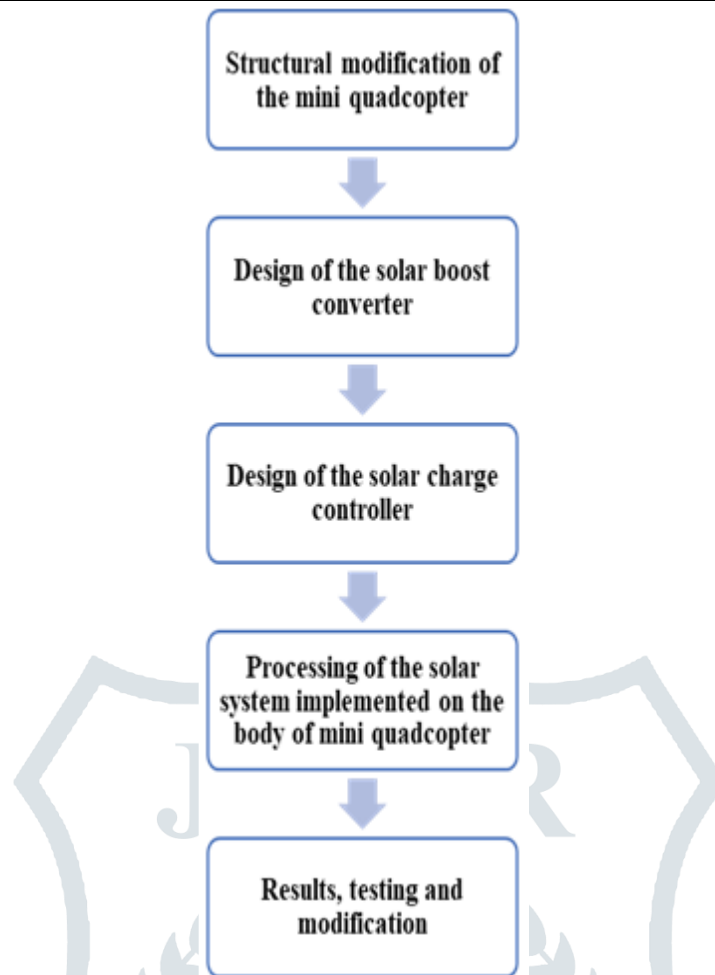 Structural modification of
the mini quadcopter
Design of the solar boost
converter
Design of the solar charge
controller
Processing of the solar
system implemented on the
body of mini quadcopter
J R
Results, testing and
modification